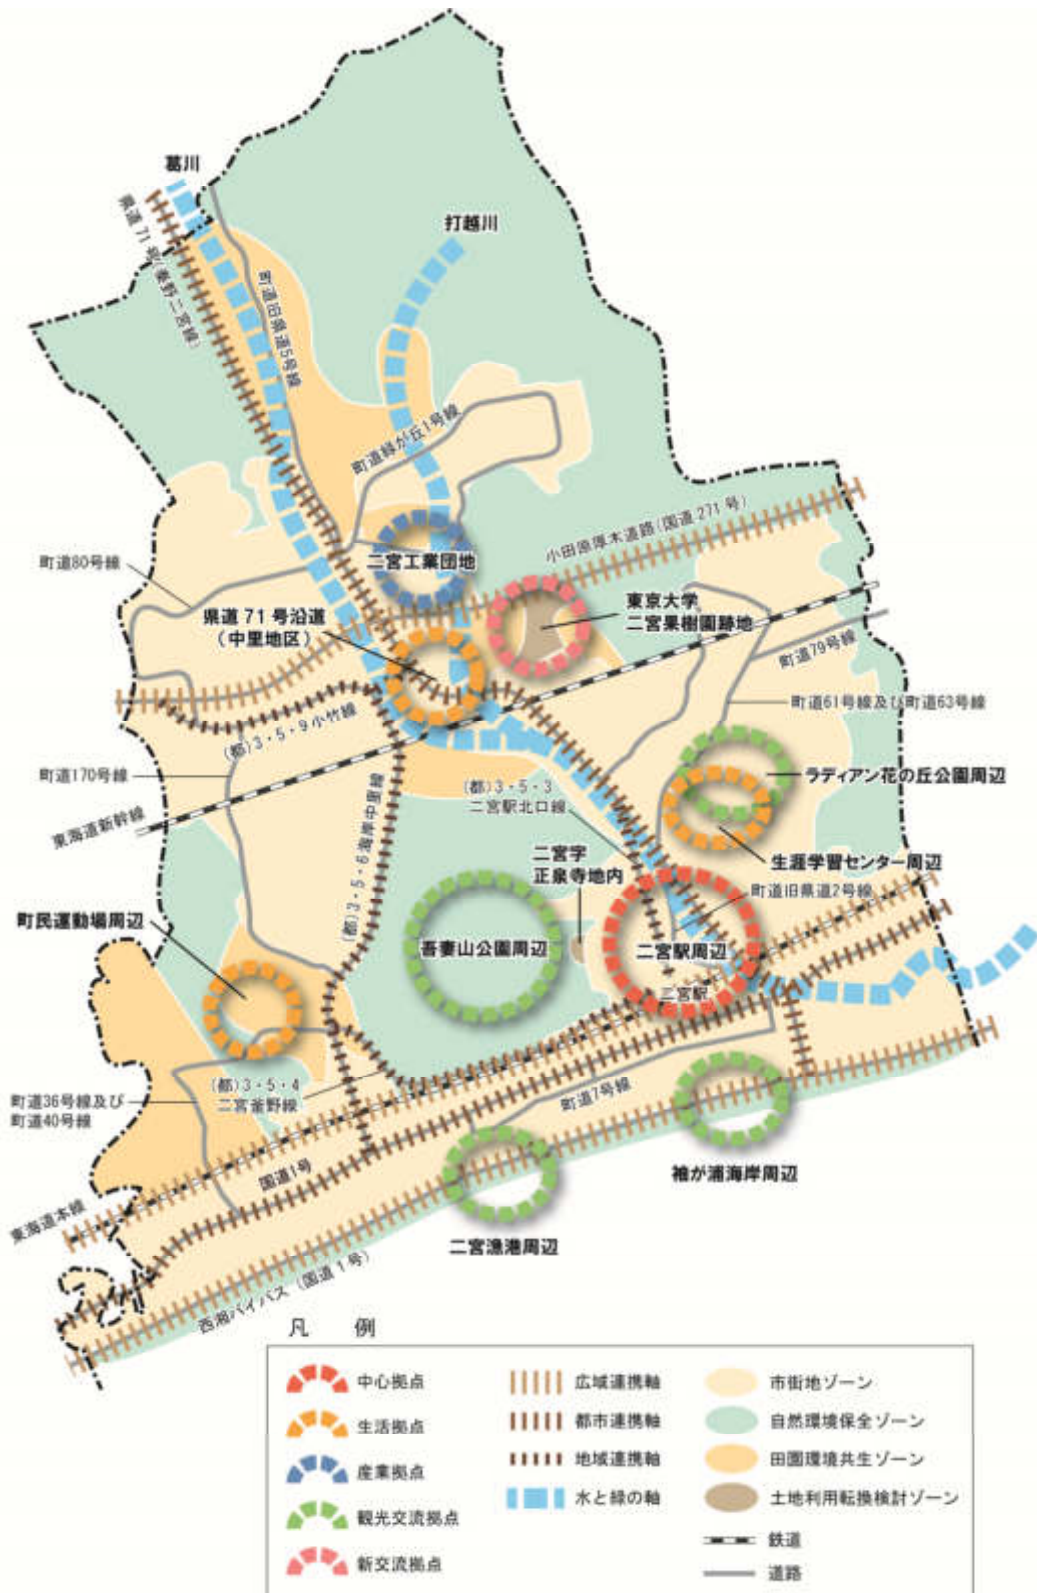 葛川
打越川
県道71号(秦野二宮線)
町道旧県道5号線
町道緑が丘1号線
小田原厚木道路(国道271号)
町道80号線
二宮工業団地
県道71号沿道
(中里地区)
東京大学
二宮果樹園跡地
町道79号線
町道61号線及び町道63号線
(都)3・5・9小竹線
町道170号線
東海道新幹線
(都)3・5・6海岸中里線
(都)3・5・3
二宮駅北口線
ラディアン花の丘公園周辺
生涯学習センター周辺
二宮字
正泉寺地内
町道旧県道2号線
町民運動場周辺
吾妻山公園周辺
二宮駅周辺
二宮駅
(都)3・5・4
二宮釜野線
町道36号線及び
町道40号線
町道7号線
国道1号
東海道本線
袖が浦海岸周辺
二宮漁港周辺
西湘バイパス(国道1号)
凡 例
中心拠点
生活拠点
産業拠点
観光交流拠点
新交流拠点
広域連携軸
都市連携軸
地域連携軸
水と緑の軸
市街地ゾーン
自然環境保全ゾーン
田園環境共生ゾーン
土地利用転換検討ゾーン
鉄道
道路